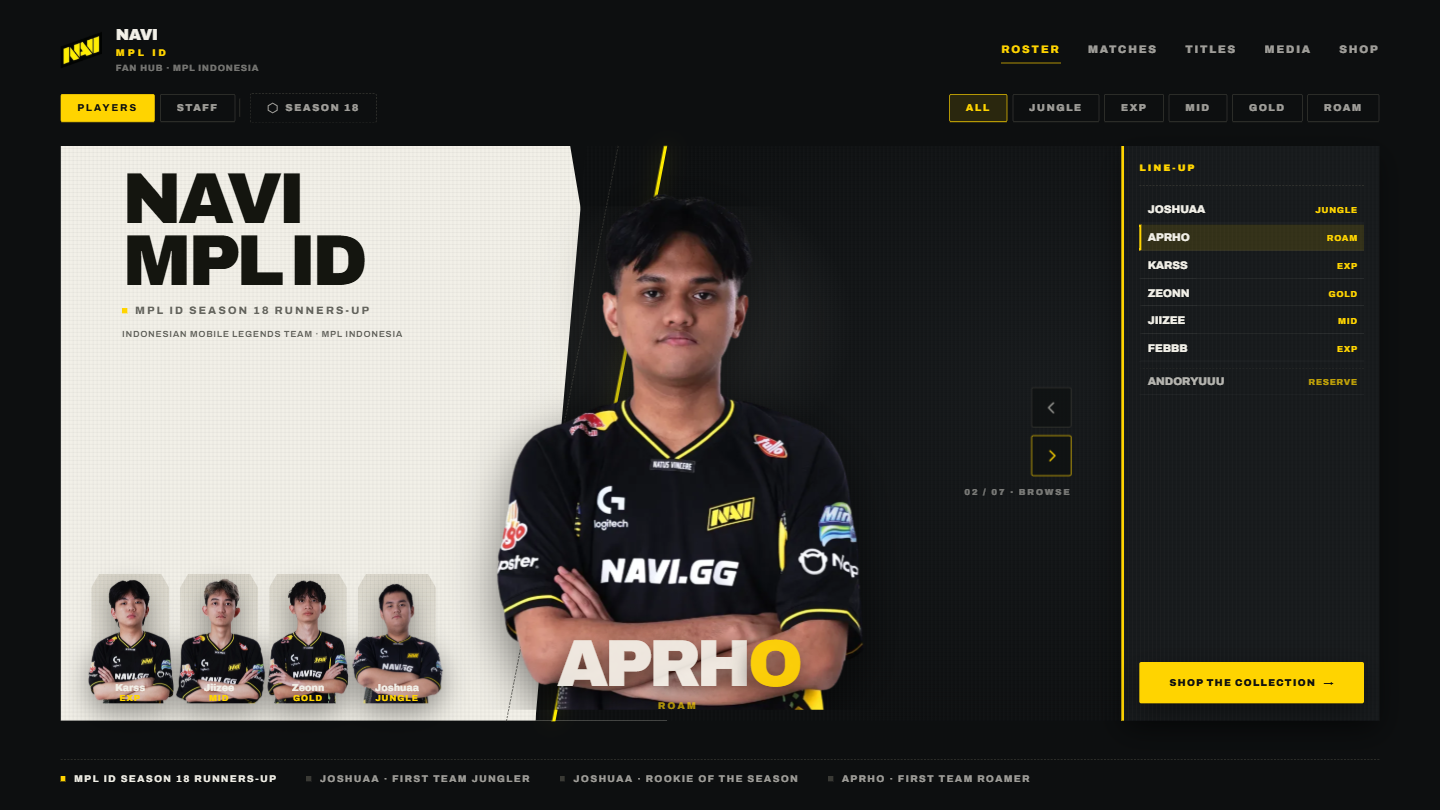 NAVI
MPL ID
FAN HUB · MPL INDONESIA
ROSTER MATCHES TITLES MEDIA SHOP
PLAYERS STAFF SEASON 18
ALL JUNGLE EXP MID GOLD ROAM
NAVI
MPL ID
MPL ID SEASON 18 RUNNERS-UP
INDONESIAN MOBILE LEGENDS TEAM · MPL INDONESIA
NATUS VINCERE
logitech
NAVI
NAVI.GG
Karss
EXP
Jiizee
MID
Zeonn
GOLD
Joshuaa
JUNGLE
APRHO
ROAM
02 / 07 · BROWSE
LINE-UP
JOSHUAA JUNGLE
APRHO ROAM
KARSS EXP
ZEONN GOLD
JIIZEE MID
FEBBB EXP
ANDORYUUU RESERVE
SHOP THE COLLECTION →
MPL ID SEASON 18 RUNNERS-UP
JOSHUAA · FIRST TEAM JUNGLER
JOSHUAA · ROOKIE OF THE SEASON
APRHO · FIRST TEAM ROAMER